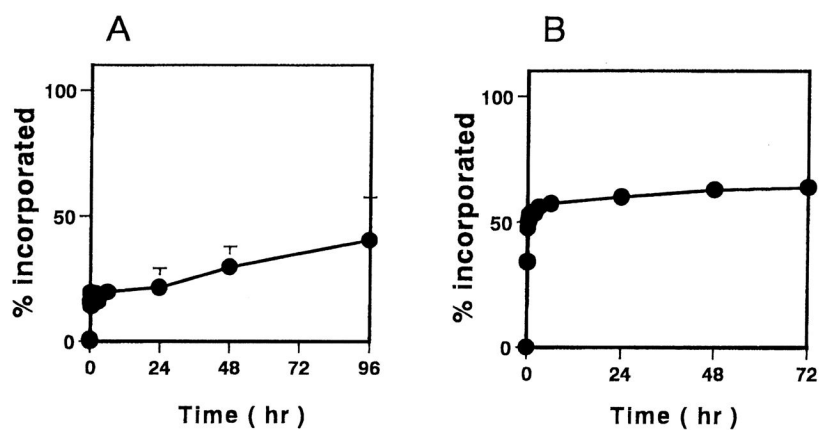 A
% incorporated
100
50
0
0 24 48 72 96
Time ( hr )
B
% incorporated
100
50
0
0 24 48 72
Time ( hr )